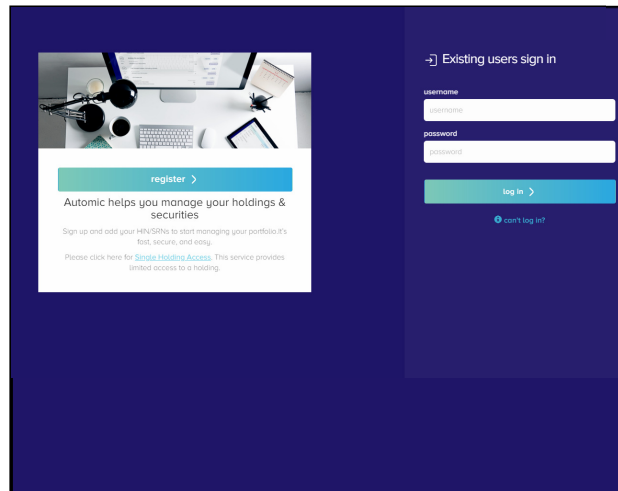 register
Automic helps you manage your holdings &
securities
Sign up and add your HIN/SRNs to start managing your portfolio.It's
fast, secure, and easy.
Please click here for Single Holding Access. This service provides
limited access to a holding.
Existing users sign in
username
username
password
password
log in
can't log in?